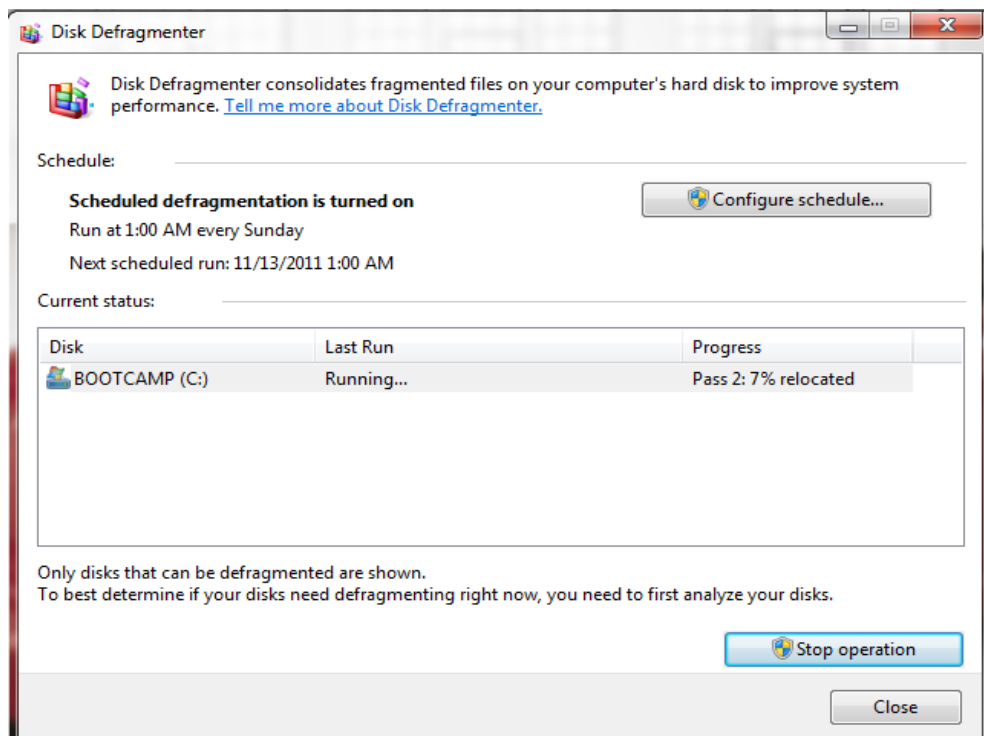 Disk Defragmenter
Disk Defragmenter consolidates fragmented files on your computer's hard disk to improve system
performance. Tell me more about Disk Defragmenter.
Schedule:
Scheduled defragmentation is turned on
Configure schedule...
Run at 1:00 AM every Sunday
Next scheduled run: 11/13/2011 1:00 AM
Current status:
Disk Last Run Progress
BOOTCAMP (C:) Running... Pass 2: 7% relocated
Only disks that can be defragmented are shown.
To best determine if your disks need defragmenting right now, you need to first analyze your disks.
Stop operation
Close